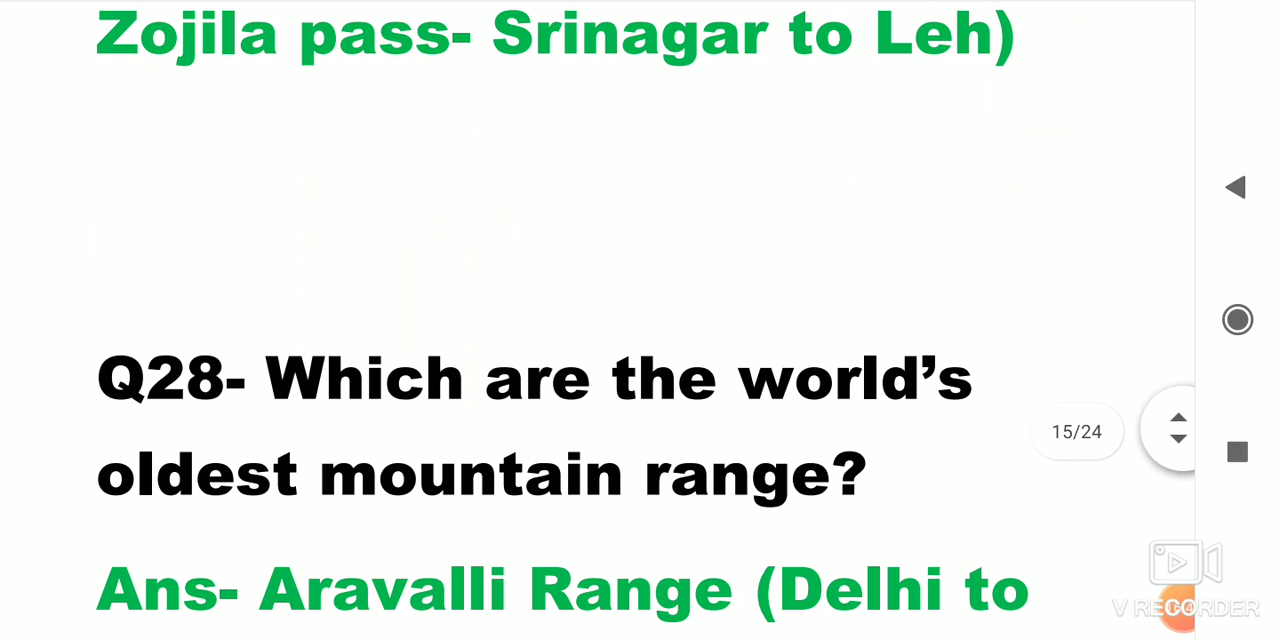 Zojila pass- Srinagar to Leh)
Q28- Which are the world’s
oldest mountain range?
15/24
Ans- Aravalli Range (Delhi to
V RECORDER